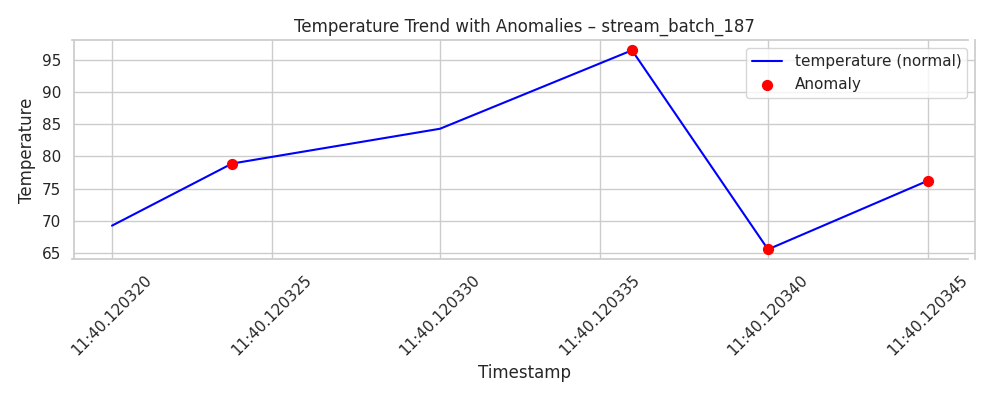 Temperature Trend with Anomalies – stream_batch_187
temperature (normal)
Anomaly
Temperature
95
90
85
80
75
70
65
11:40.120320
11:40.120325
11:40.120330
11:40.120335
11:40.120340
11:40.120345
Timestamp